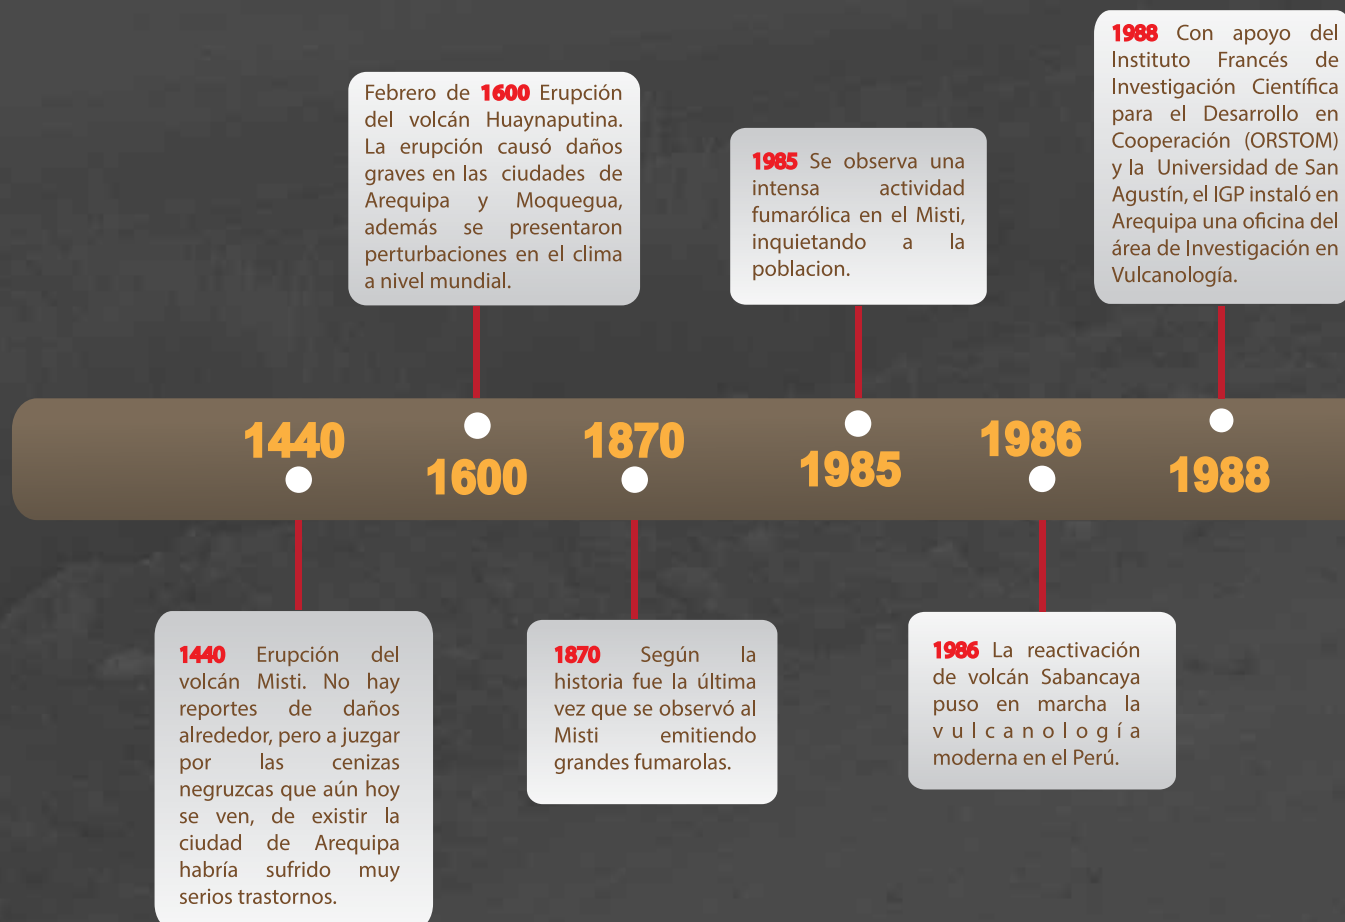 Febrero de 1600 Erupción
del volcán Huaynaputina.
La erupción causó daños
graves en las ciudades de
Arequipa y Moquegua,
además se presentaron
perturbaciones en el clima
a nivel mundial.
1985 Se observa una
intensa actividad
fumarólica en el Misti,
inquietando a la
poblacion.
1988 Con apoyo del
Instituto Francés de
Investigación Científica
para el Desarrollo en
Cooperación (ORSTOM)
y la Universidad de San
Agustín, el IGP instaló en
Arequipa una oficina del
área de Investigación en
Vulcanología.
1440
1600
1870
1985
1986
1988
1440 Erupción del
volcán Misti. No hay
reportes de daños
alrededor, pero a juzgar
por las cenizas
negruzcas que aún hoy
se ven, de existir la
ciudad de Arequipa
habría sufrido muy
serios trastornos.
1870 Según la
historia fue la última
vez que se observó al
Misti emitiendo
grandes fumarolas.
1986 La reactivación
de volcán Sabancaya
puso en marcha la
vulcanología
moderna en el Perú.